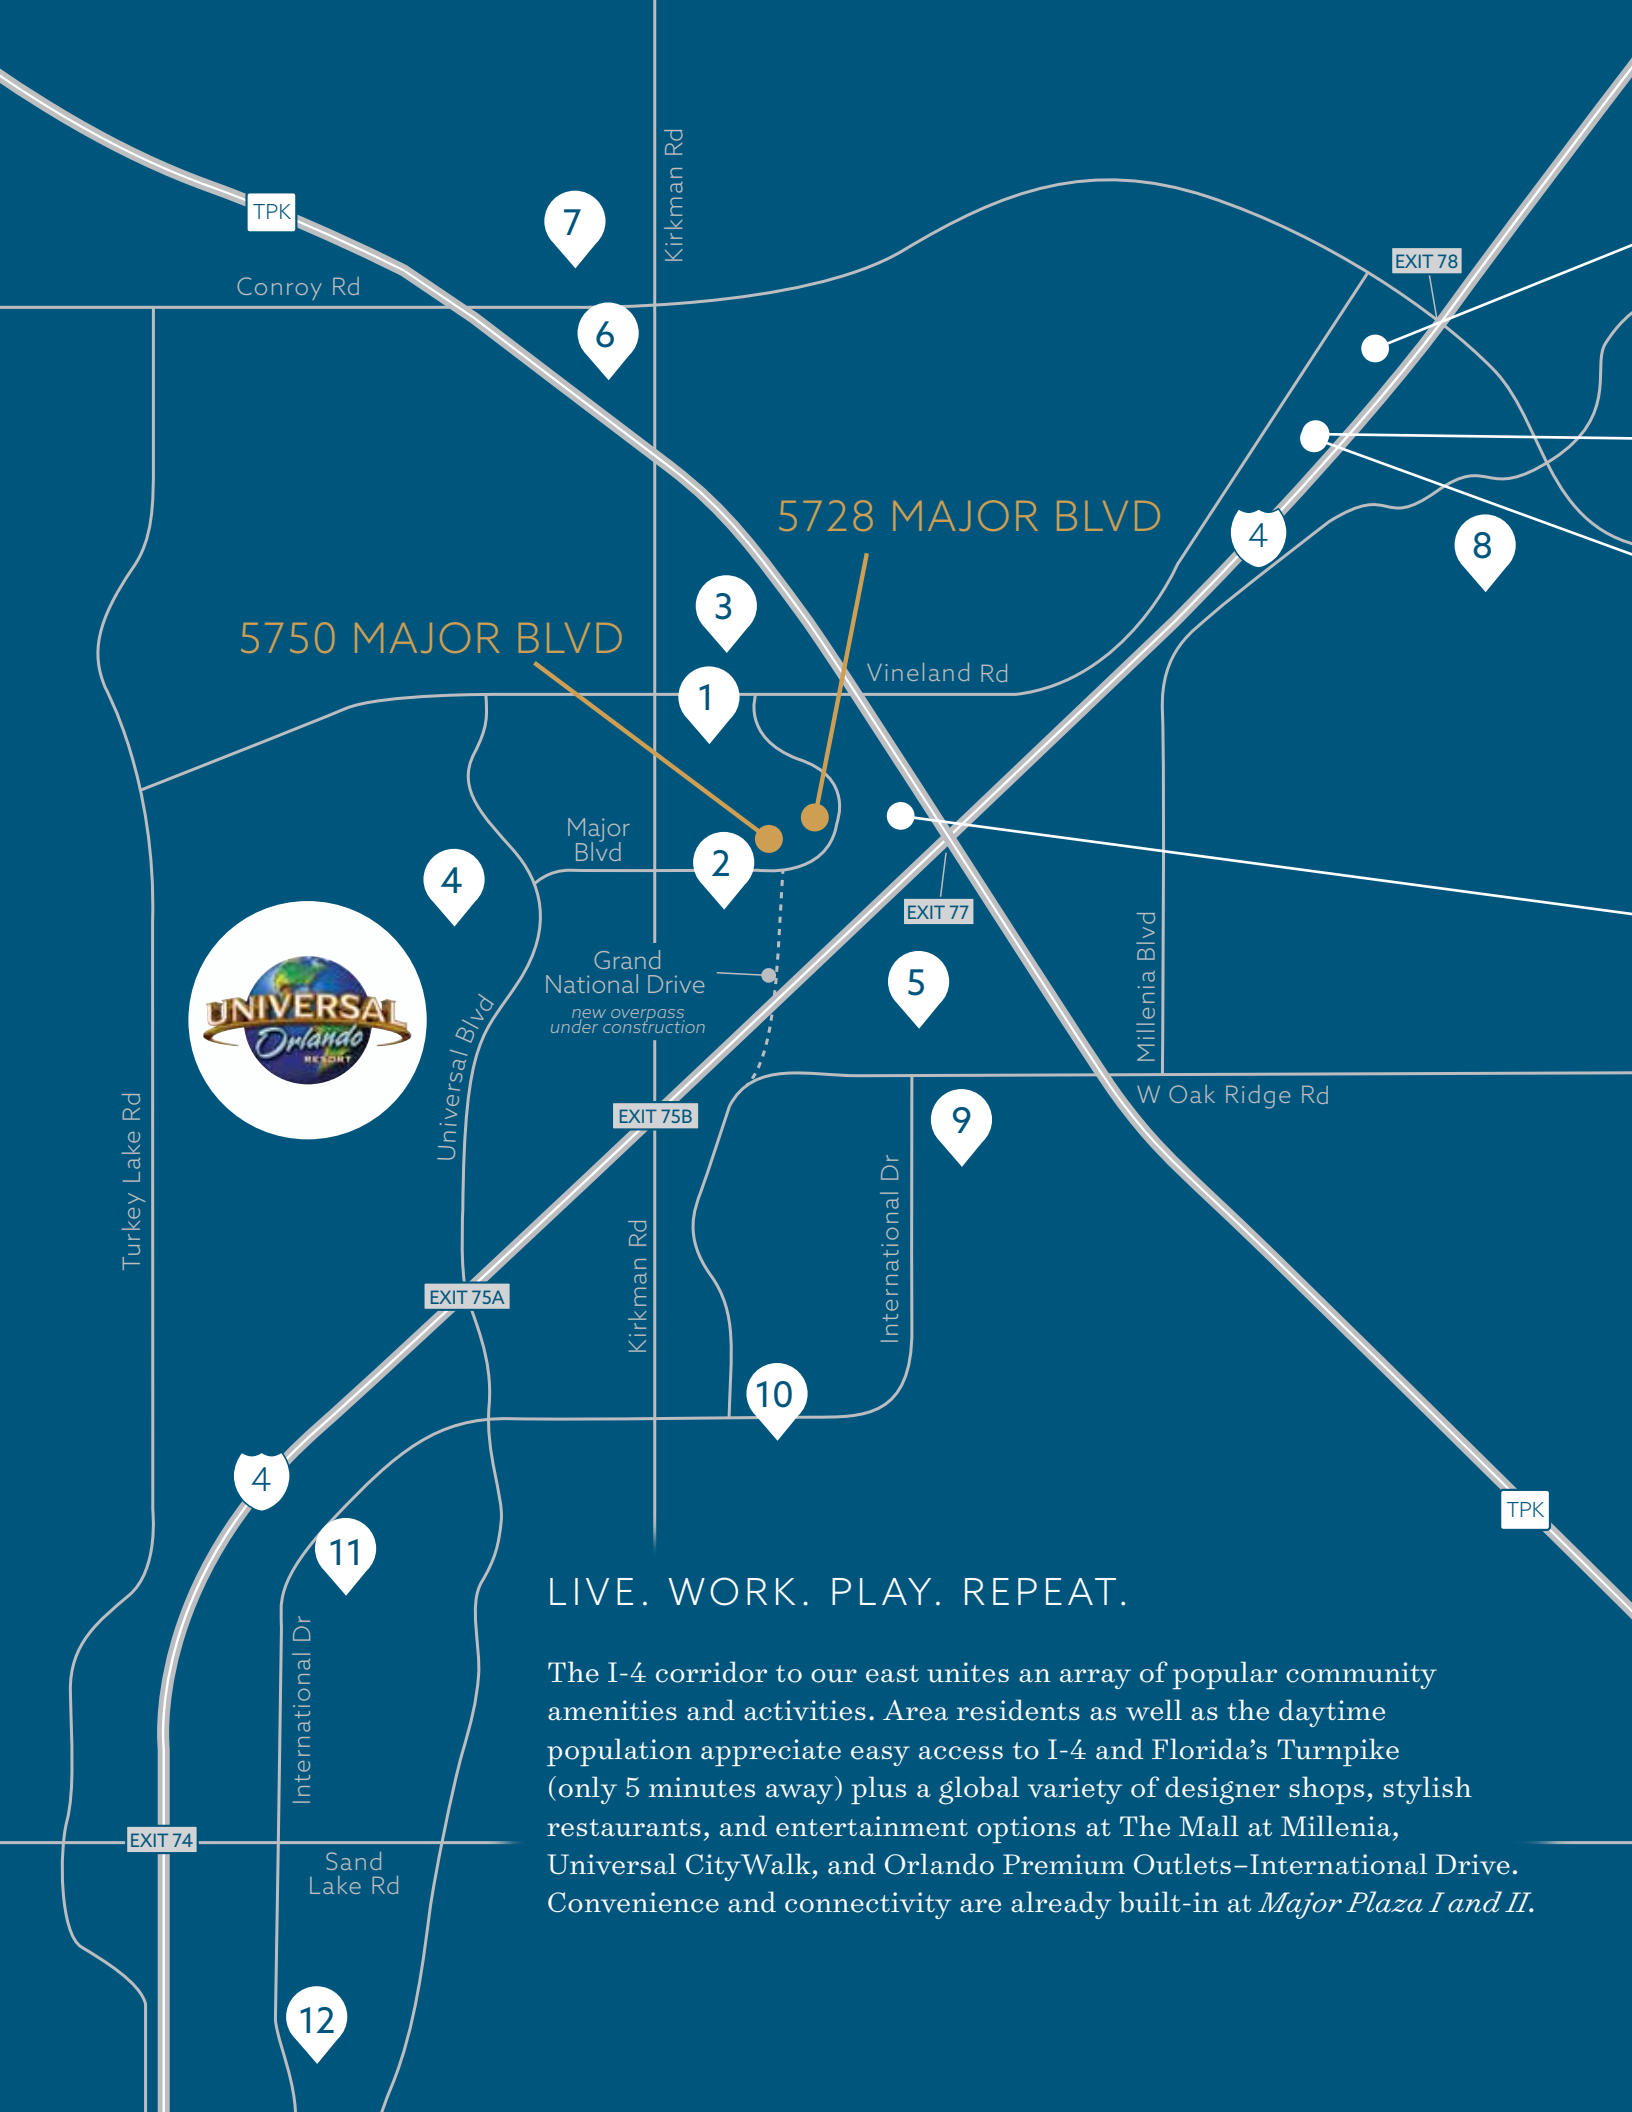 Kirkman Rd
TPK
7
EXIT 78
Conroy Rd
6
5728 MAJOR BLVD
4
8
3
5750 MAJOR BLVD
Vineland Rd
1
Major
Blvd
2
4
EXIT 77
Grand
National Drive
new overpass
under construction
5
Millenia Blvd
UNIVERSAL
Orlando
RESORT
Universal Blvd
W Oak Ridge Rd
EXIT 75B
9
Turkey Lake Rd
International Dr
Kirkman Rd
EXIT 75A
10
4
TPK
11
LIVE. WORK. PLAY. REPEAT.
International Dr
The I-4 corridor to our east unites an array of popular community
amenities and activities. Area residents as well as the daytime
population appreciate easy access to I-4 and Florida’s Turnpike
(only 5 minutes away) plus a global variety of designer shops, stylish
restaurants, and entertainment options at The Mall at Millenia,
Universal CityWalk, and Orlando Premium Outlets–International Drive.
Convenience and connectivity are already built-in at Major Plaza I and II.
EXIT 74
Sand
Lake Rd
12